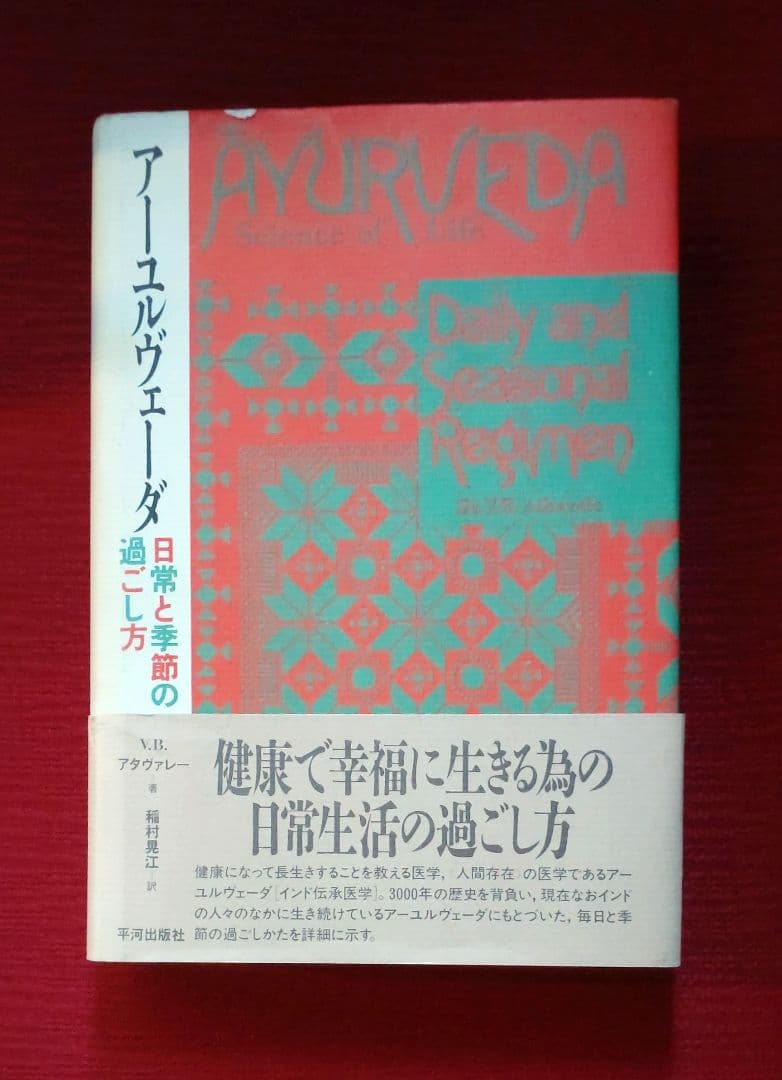 アーユルヴェーダ
日常と季節の
過ごし方
AYURVEDA
Science of Life
Daily and
Seasonal
Regimen
Dr. V.B. Athavale
V.B.
アタヴァレー
著
稲村晃江
訳
平河出版社
健康で幸福に生きる為の
日常生活の過ごし方
健康になって長生きすることを教える医学,〈人間存在〉の医学であるアー
ユルヴェーダ[インド伝承医学]。3000年の歴史を背負い,現在なおインド
の人々のなかに生き続けているアーユルヴェーダにもとづいた,毎日と季
節の過ごしかたを詳細に示す。